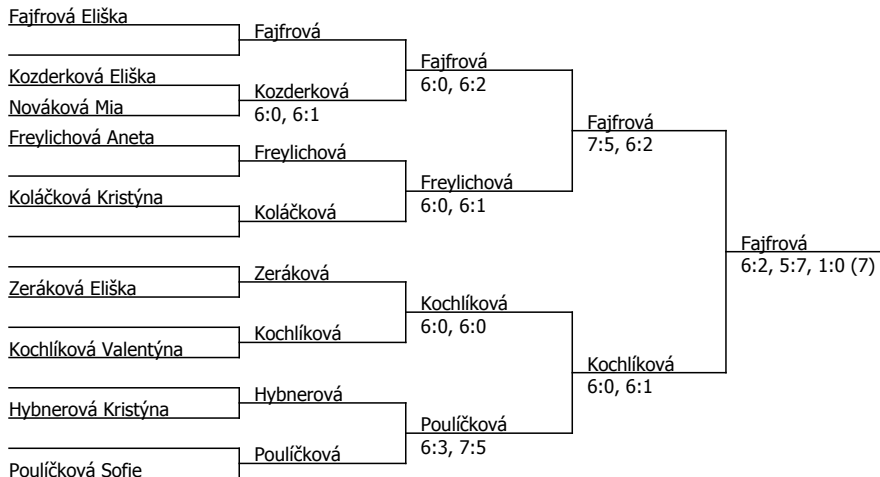 Fajfrová Eliška
Kozderková Eliška
Nováková Mia
Freylichová Aneta
Koláčková Kristýna
Zeráková Eliška
Kochlíková Valentýna
Hybnerová Kristýna
Poulíčková Sofie
Fajfrová
Kozderková
6:0, 6:1
Freylichová
Koláčková
Zeráková
Kochlíková
Hybnerová
Poulíčková
Fajfrová
6:0, 6:2
Freylichová
6:0, 6:1
Kochlíková
6:0, 6:0
Poulíčková
6:3, 7:5
Fajfrová
7:5, 6:2
Kochlíková
6:0, 6:1
Fajfrová
6:2, 5:7, 1:0 (7)